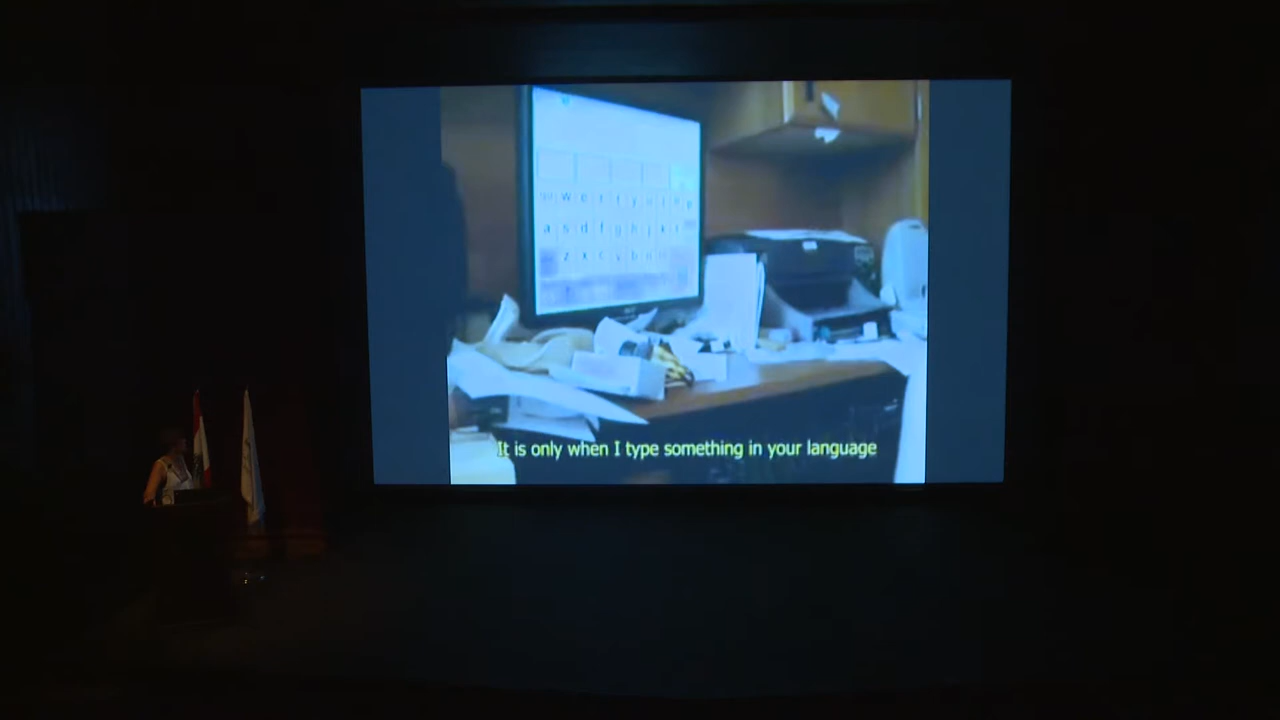 w e r t y u i
a s d f g h j k l
z x c v b n m
It is only when I type something in your language